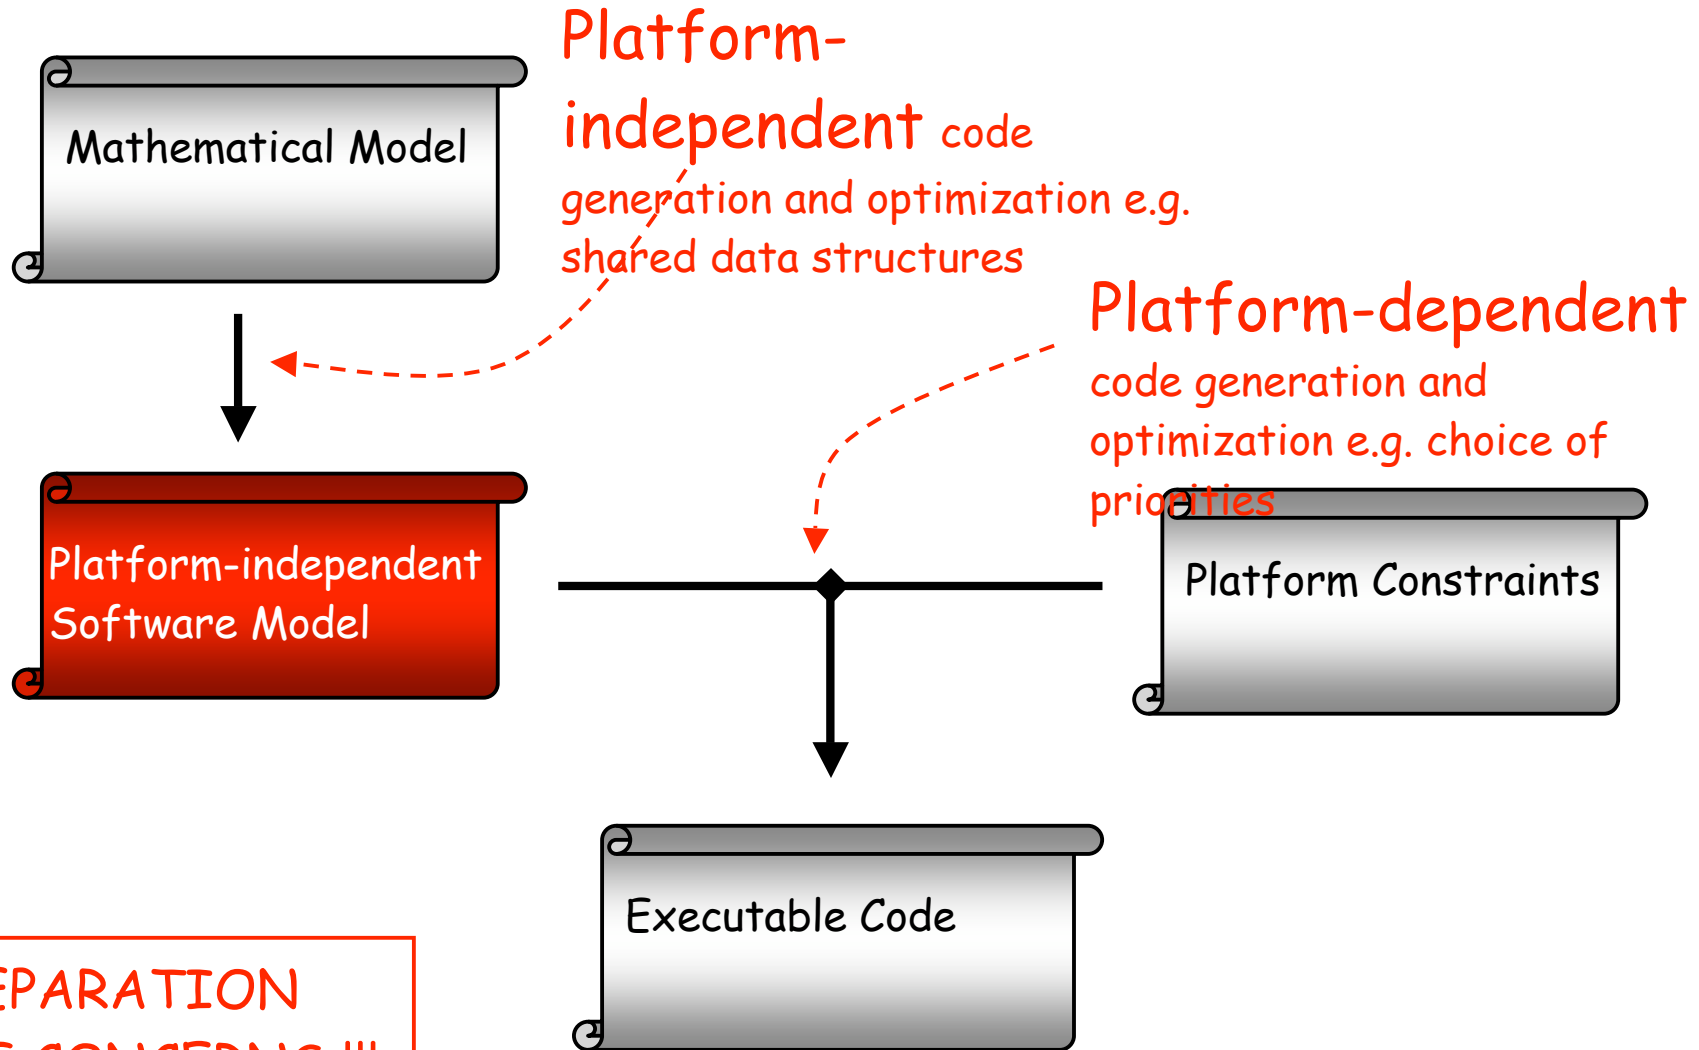 Platform-
independent code
generation and optimization e.g.
shared data structures
Mathematical Model
Platform-dependent
code generation and
optimization e.g. choice of
priorities
Platform-independent
Software Model
Platform Constraints
Executable Code
EPARATION
CONCERNS !!!